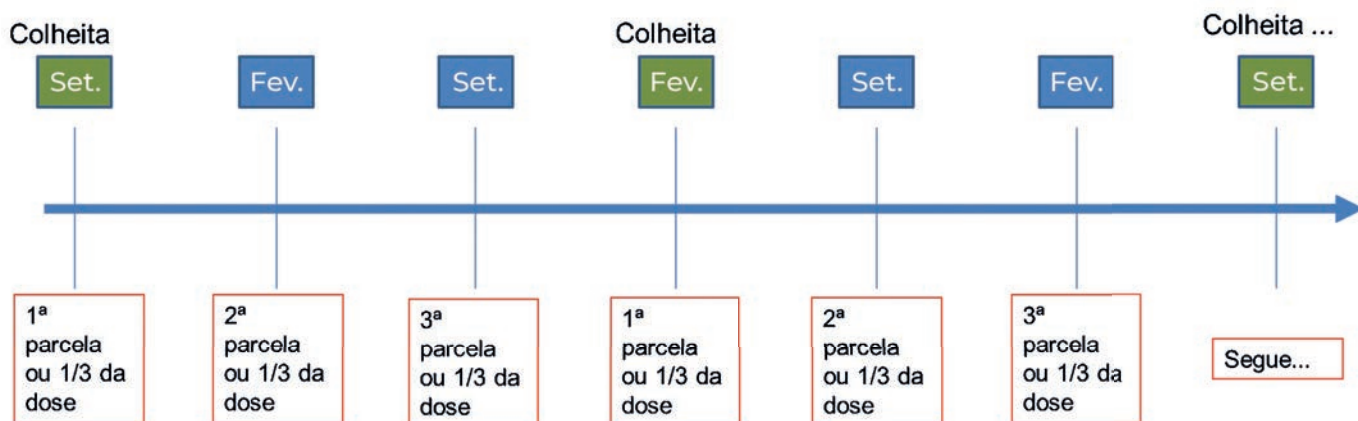 Colheita
Colheita
Colheita ...
Set.
Fev.
Set.
Fev.
Set.
Fev.
Set.
1ª
parcela
ou 1/3 da
dose
2ª
parcela
ou 1/3 da
dose
3ª
parcela
ou 1/3 da
dose
1ª
parcela
ou 1/3 da
dose
2ª
parcela
ou 1/3 da
dose
3ª
parcela
ou 1/3 da
dose
Segue...